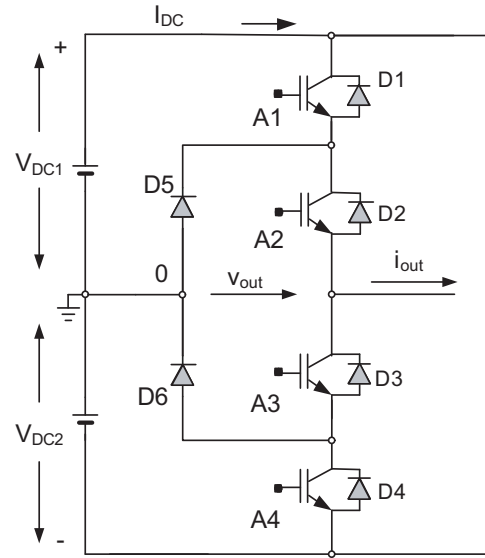 I_DC
+
D1
A1
V_DC1
D5
D2
A2
0
v_out
i_out
D3
D6
A3
V_DC2
D4
A4
-